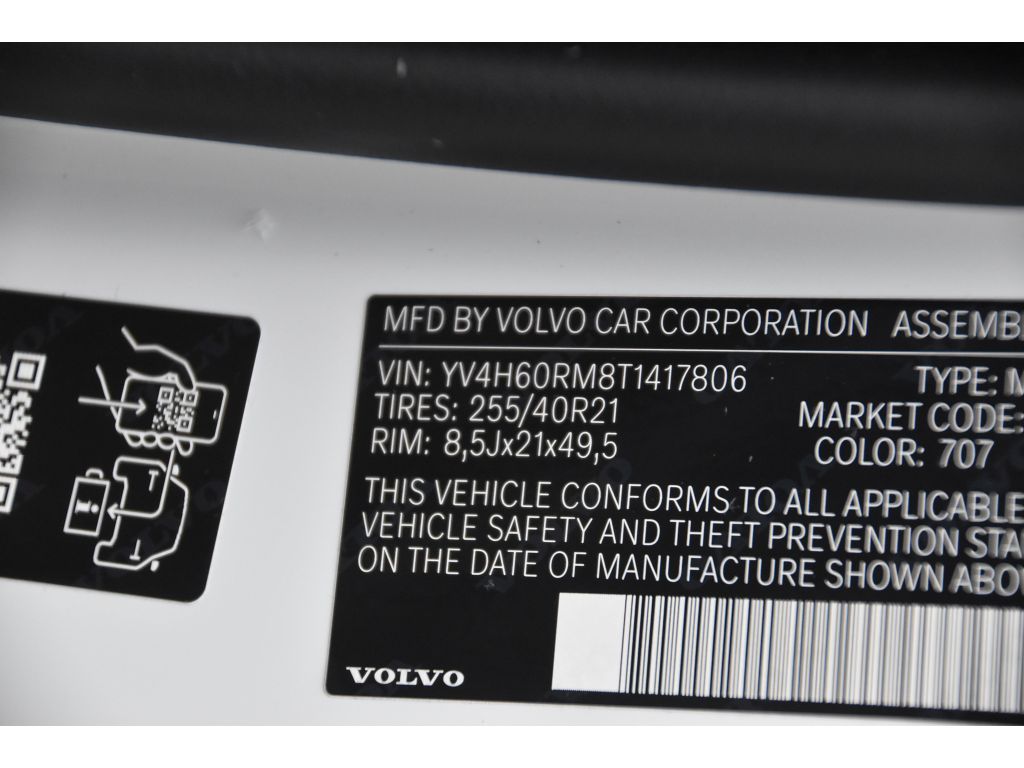 MFD BY VOLVO CAR CORPORATION ASSEMB
VIN: YV4H60RM8T1417806 TYPE: M
TIRES: 255/40R21 MARKET CODE:
RIM: 8,5Jx21x49,5 COLOR: 707
THIS VEHICLE CONFORMS TO ALL APPLICABLE
VEHICLE SAFETY AND THEFT PREVENTION STA
ON THE DATE OF MANUFACTURE SHOWN ABO
VOLVO